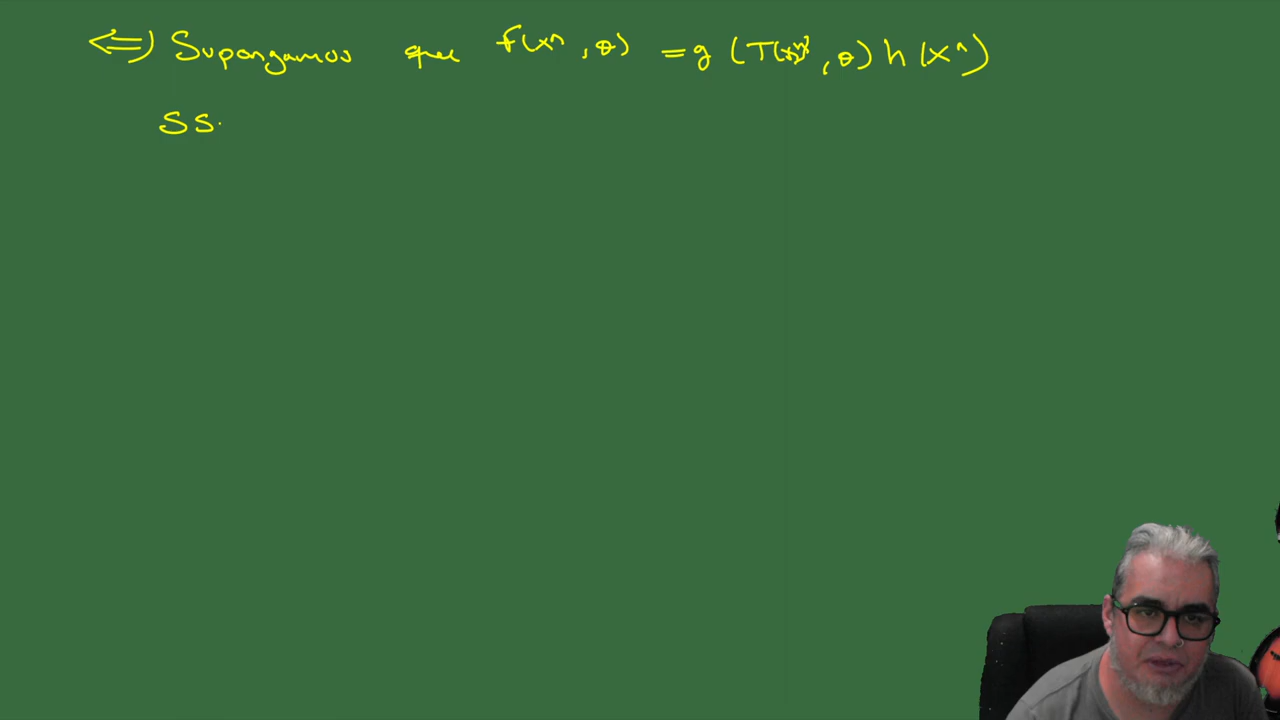 ⇐) Supongamos que f(xⁿ, θ) = g (T(xⁿ), θ) h (xⁿ)
SS.